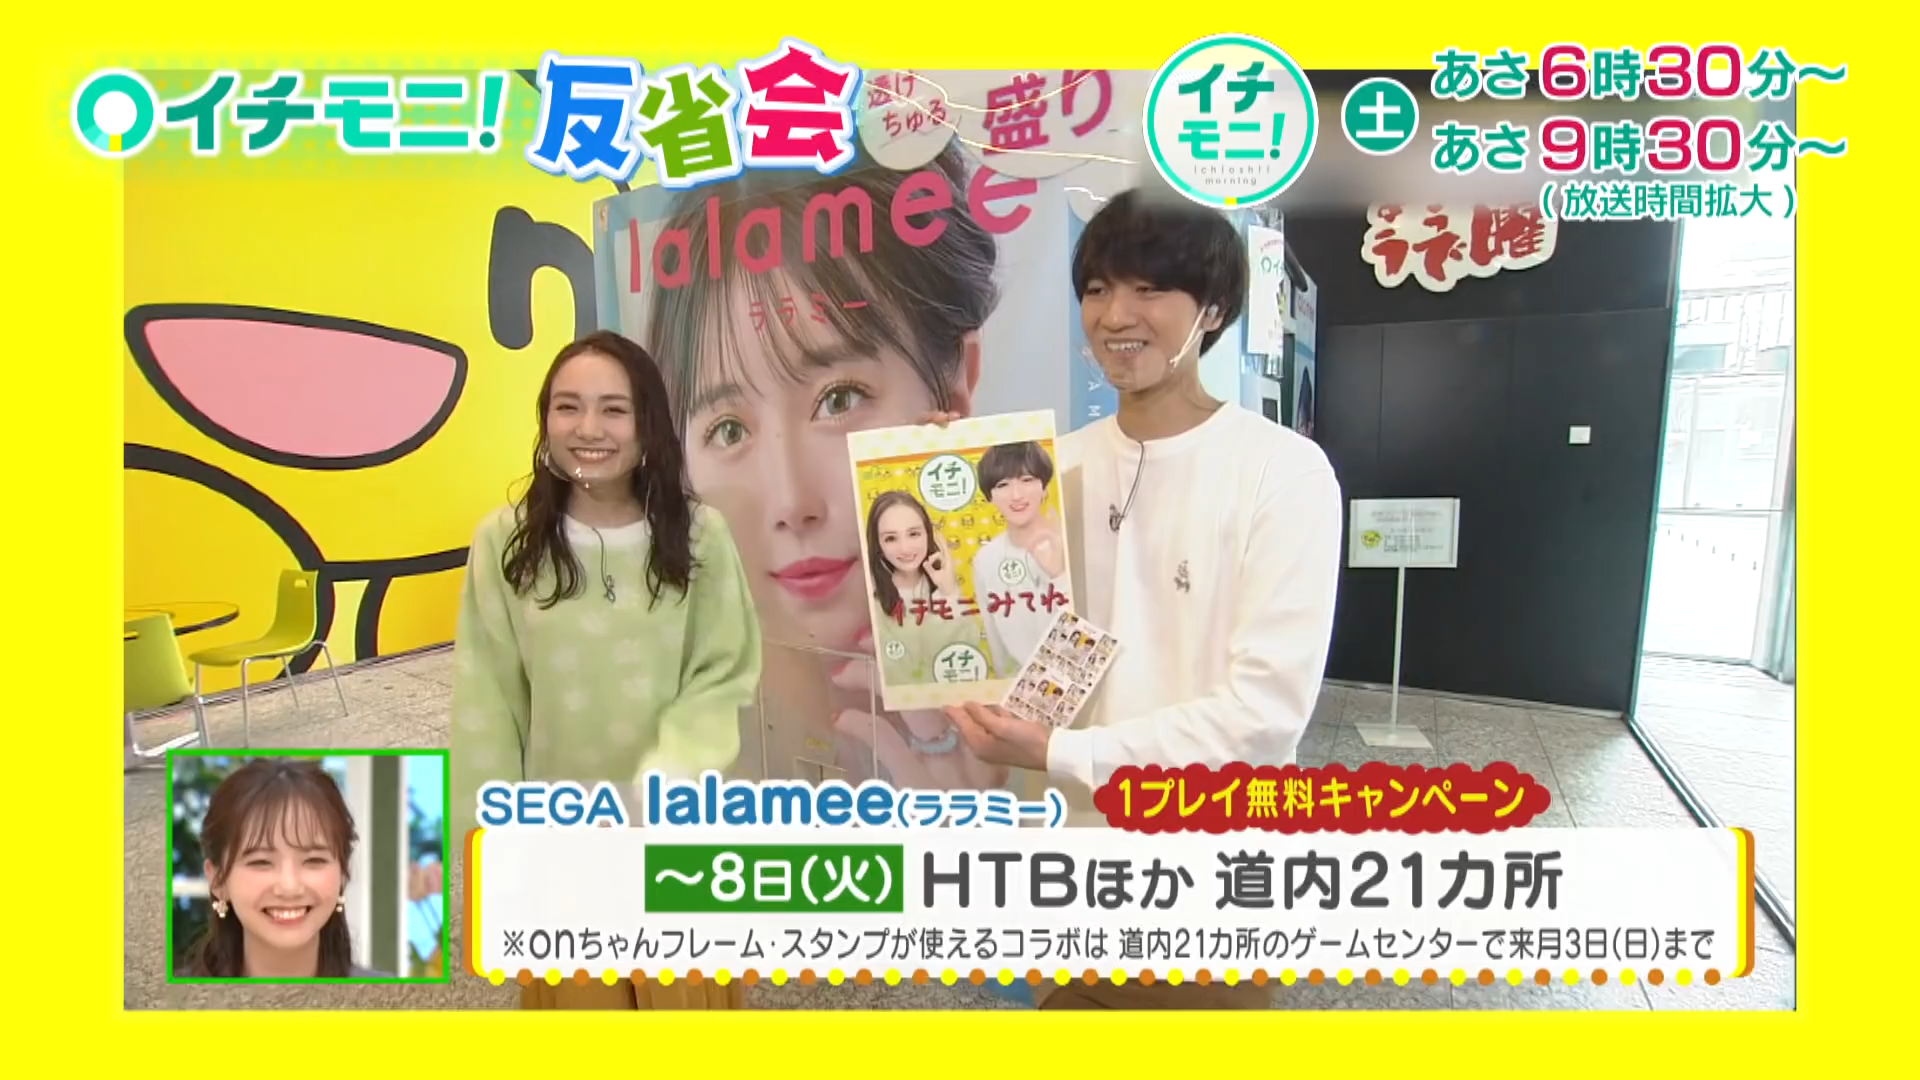 イチモニ!反省会
イチモニ!
ichioshi!
morning
土
あさ6時30分〜
あさ9時30分〜
(放送時間拡大)
透け
ちゅる
盛り
lalamee
ララミー
曜
イチ
モニ!
イチモニみてね
イチ
モニ!
SEGA lalamee(ララミー) 1プレイ無料キャンペーン
〜8日(火) HTBほか 道内21カ所
※onちゃんフレーム・スタンプが使えるコラボは 道内21カ所のゲームセンターで来月3日(日)まで